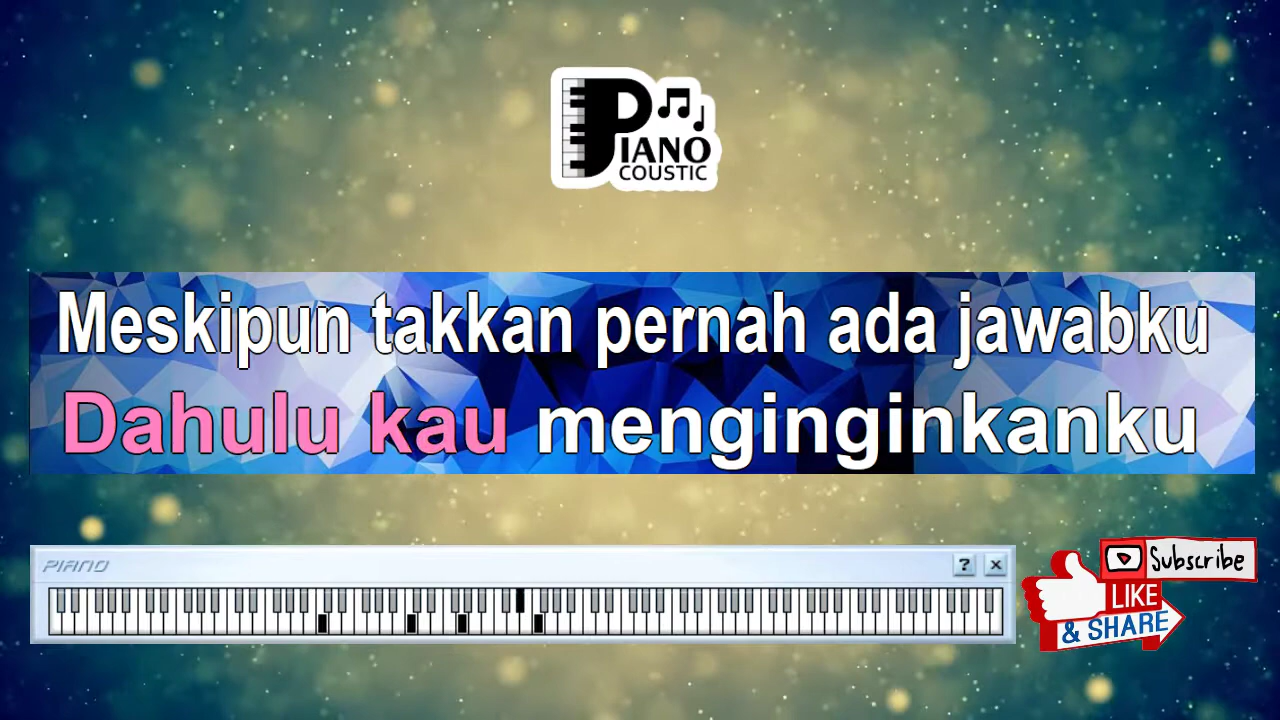 PIANO
COUSTIC
Meskipun takkan pernah ada jawabku
Dahulu kau menginginkanku
PIANO
? ×
Subscribe
LIKE
& SHARE